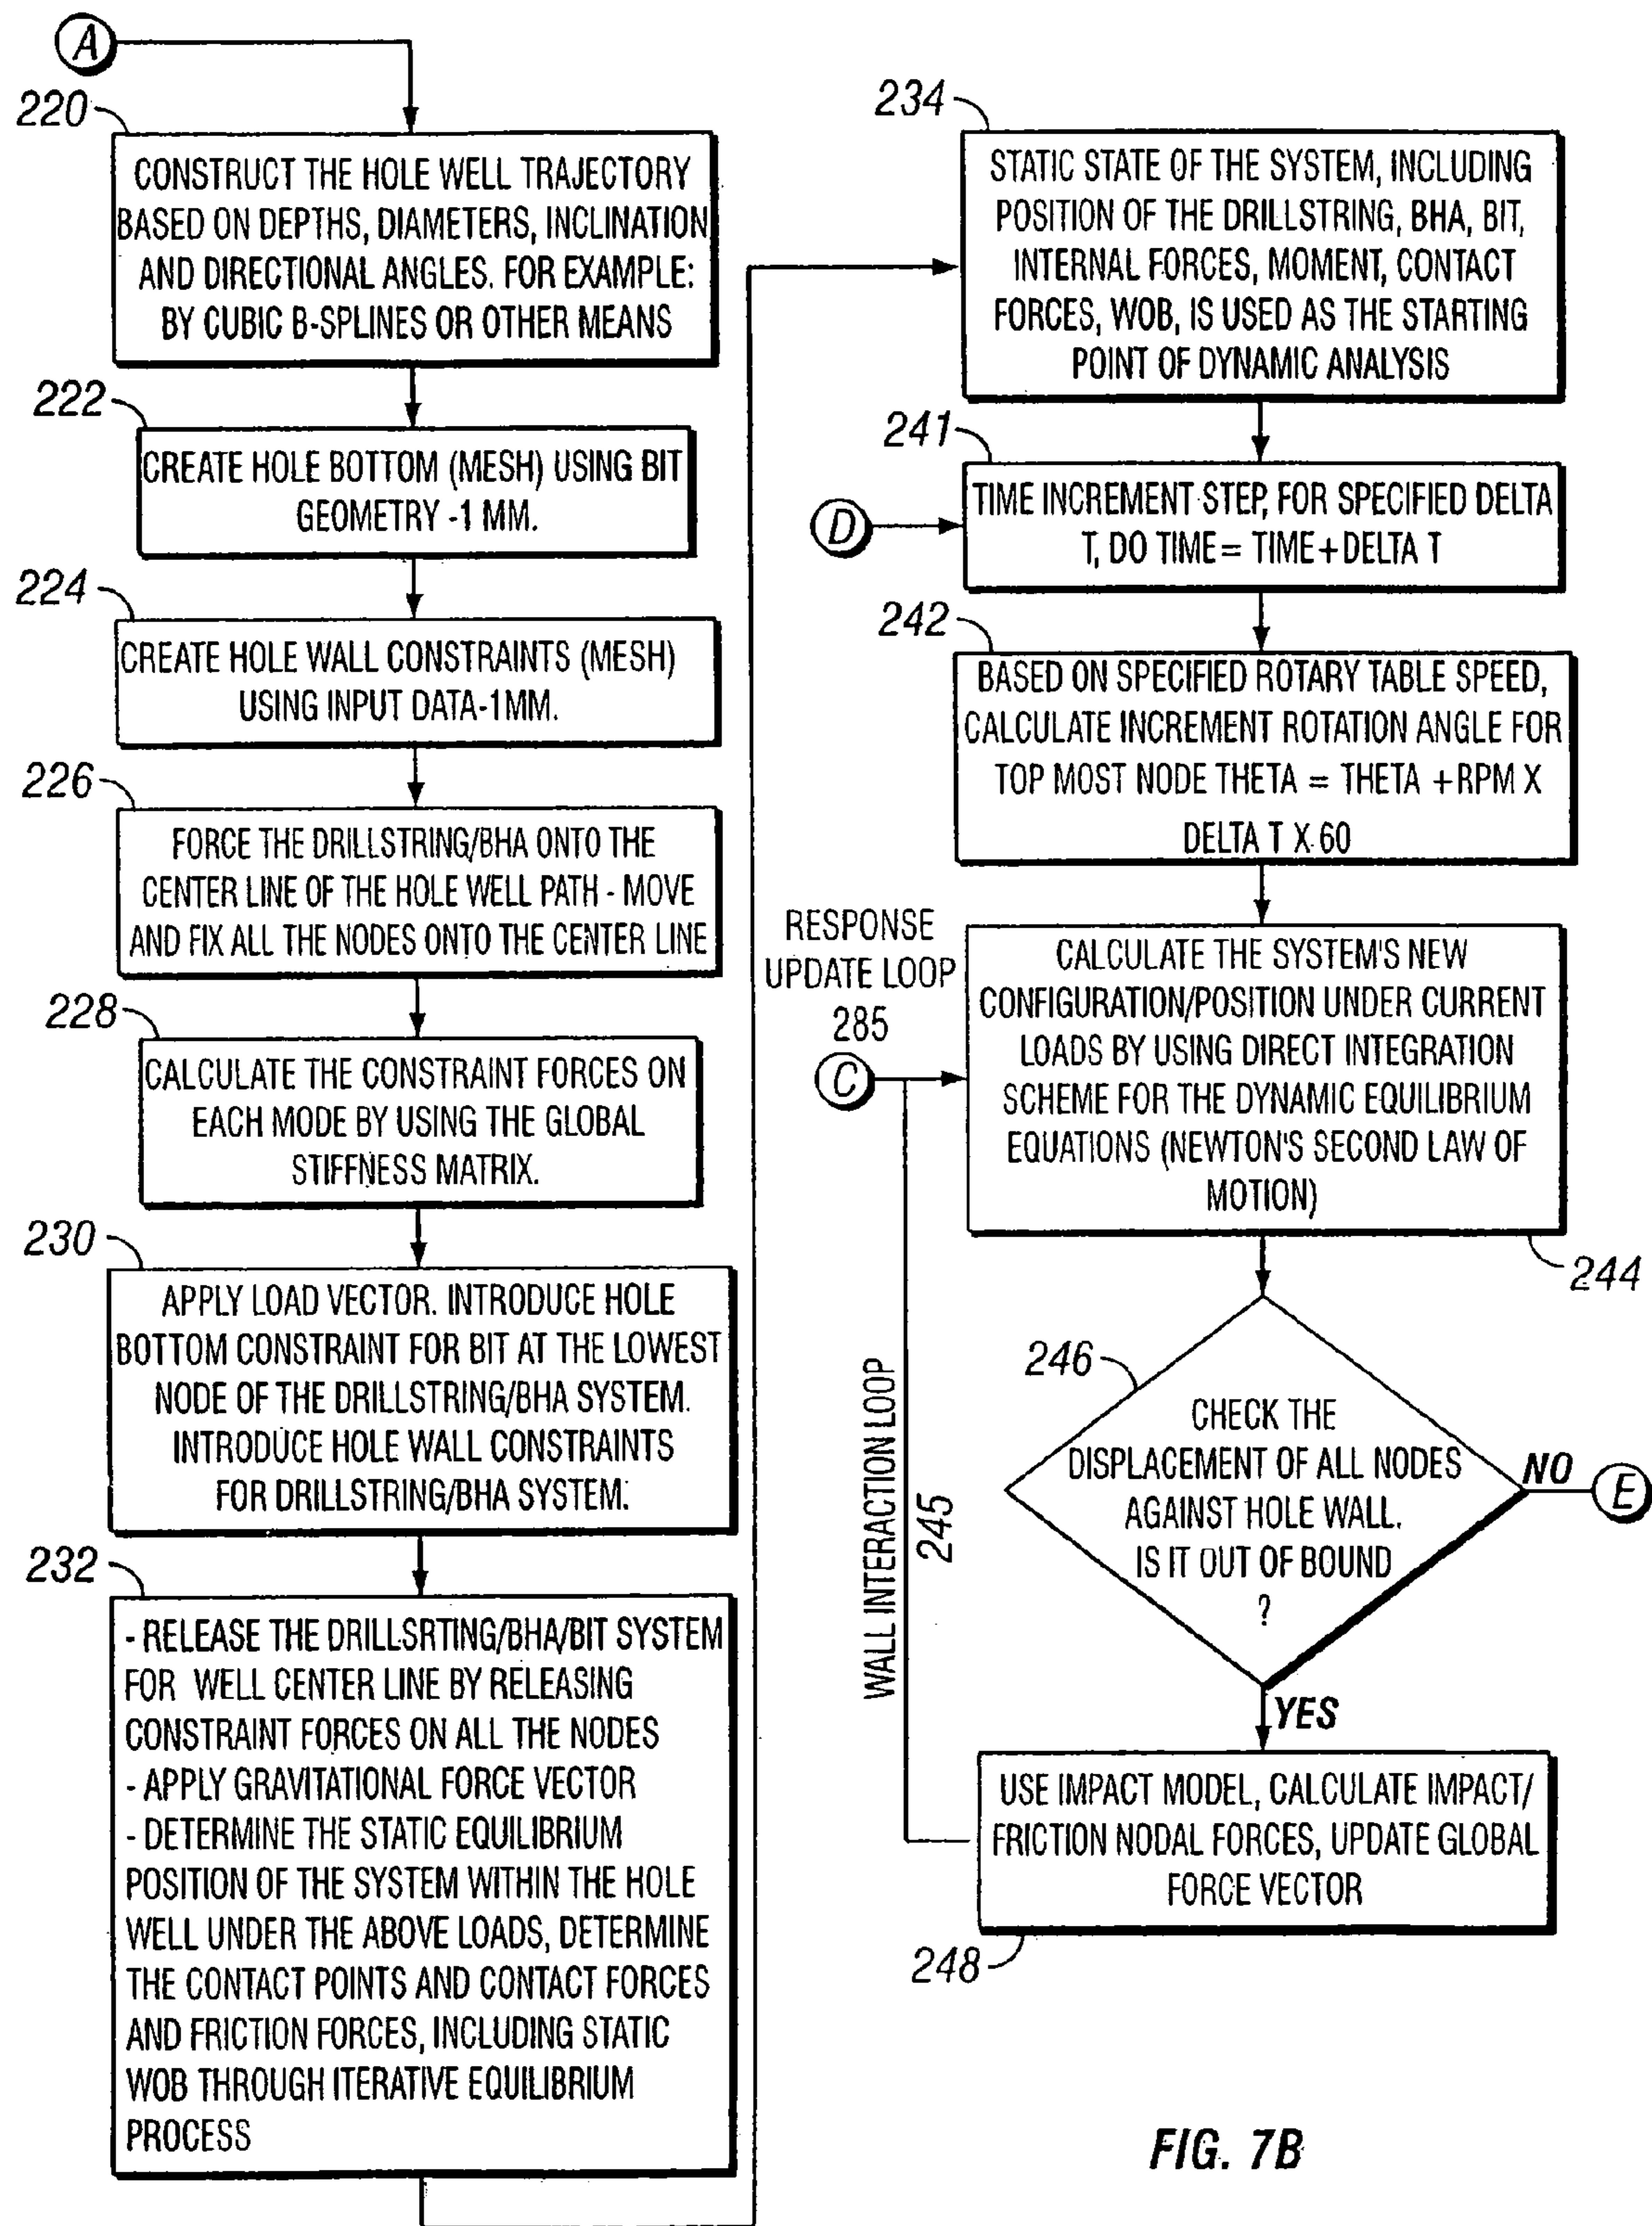 A
220
CONSTRUCT THE HOLE WELL TRAJECTORY
BASED ON DEPTHS, DIAMETERS, INCLINATION
AND DIRECTIONAL ANGLES. FOR EXAMPLE:
BY CUBIC B-SPLINES OR OTHER MEANS
222
CREATE HOLE BOTTOM (MESH) USING BIT
GEOMETRY -1 MM.
224
CREATE HOLE WALL CONSTRAINTS (MESH)
USING INPUT DATA-1MM.
226
FORCE THE DRILLSTRING/BHA ONTO THE
CENTER LINE OF THE HOLE WELL PATH - MOVE
AND FIX ALL THE NODES ONTO THE CENTER LINE
228
CALCULATE THE CONSTRAINT FORCES ON
EACH MODE BY USING THE GLOBAL
STIFFNESS MATRIX.
230
APPLY LOAD VECTOR. INTRODUCE HOLE
BOTTOM CONSTRAINT FOR BIT AT THE LOWEST
NODE OF THE DRILLSTRING/BHA SYSTEM.
INTRODUCE HOLE WALL CONSTRAINTS
FOR DRILLSTRING/BHA SYSTEM.
232
- RELEASE THE DRILLSRTING/BHA/BIT SYSTEM
FOR WELL CENTER LINE BY RELEASING
CONSTRAINT FORCES ON ALL THE NODES
- APPLY GRAVITATIONAL FORCE VECTOR
- DETERMINE THE STATIC EQUILIBRIUM
POSITION OF THE SYSTEM WITHIN THE HOLE
WELL UNDER THE ABOVE LOADS, DETERMINE
THE CONTACT POINTS AND CONTACT FORCES
AND FRICTION FORCES, INCLUDING STATIC
WOB THROUGH ITERATIVE EQUILIBRIUM
PROCESS
234
STATIC STATE OF THE SYSTEM, INCLUDING
POSITION OF THE DRILLSTRING, BHA, BIT,
INTERNAL FORCES, MOMENT, CONTACT
FORCES, WOB, IS USED AS THE STARTING
POINT OF DYNAMIC ANALYSIS
241
D
TIME INCREMENT STEP, FOR SPECIFIED DELTA
T, DO TIME= TIME+DELTA T
242
BASED ON SPECIFIED ROTARY TABLE SPEED,
CALCULATE INCREMENT ROTATION ANGLE FOR
TOP MOST NODE THETA = THETA +RPM X
DELTA T X 60
RESPONSE
UPDATE LOOP
285
C
CALCULATE THE SYSTEM'S NEW
CONFIGURATION/POSITION UNDER CURRENT
LOADS BY USING DIRECT INTEGRATION
SCHEME FOR THE DYNAMIC EQUILIBRIUM
EQUATIONS (NEWTON'S SECOND LAW OF
MOTION)
244
WALL INTERACTION LOOP
245
246
CHECK THE
DISPLACEMENT OF ALL NODES
AGAINST HOLE WALL.
IS IT OUT OF BOUND
?
NO
E
YES
USE IMPACT MODEL, CALCULATE IMPACT/
FRICTION NODAL FORCES, UPDATE GLOBAL
FORCE VECTOR
248
FIG. 7B